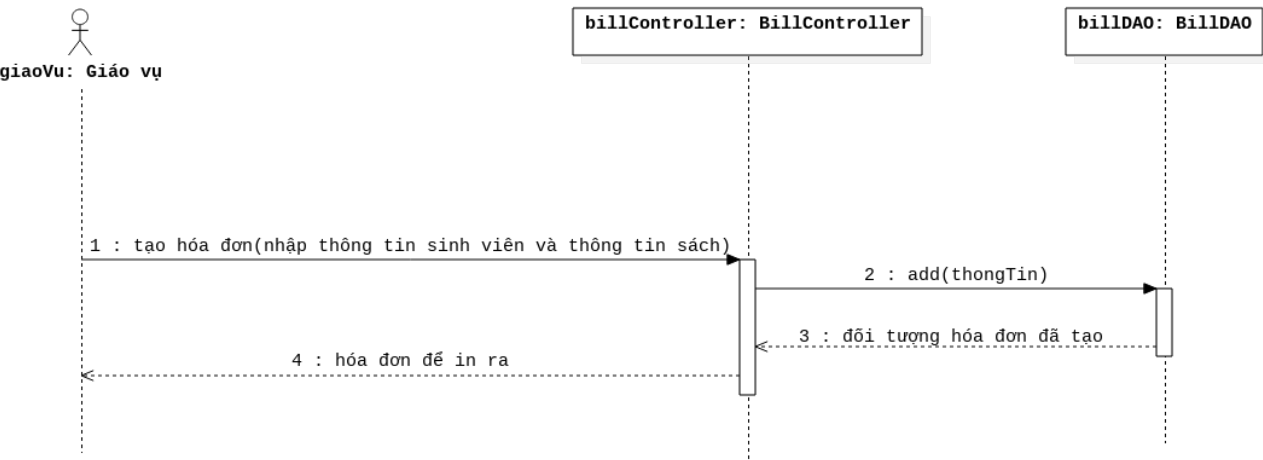 billController: BillController
billDAO: BillDAO
giaoVu: Giáo vụ
1 : tạo hóa đơn(nhập thông tin sinh viên và thông tin sách)
2 : add(thongTin)
3 : đối tượng hóa đơn đã tạo
4 : hóa đơn để in ra